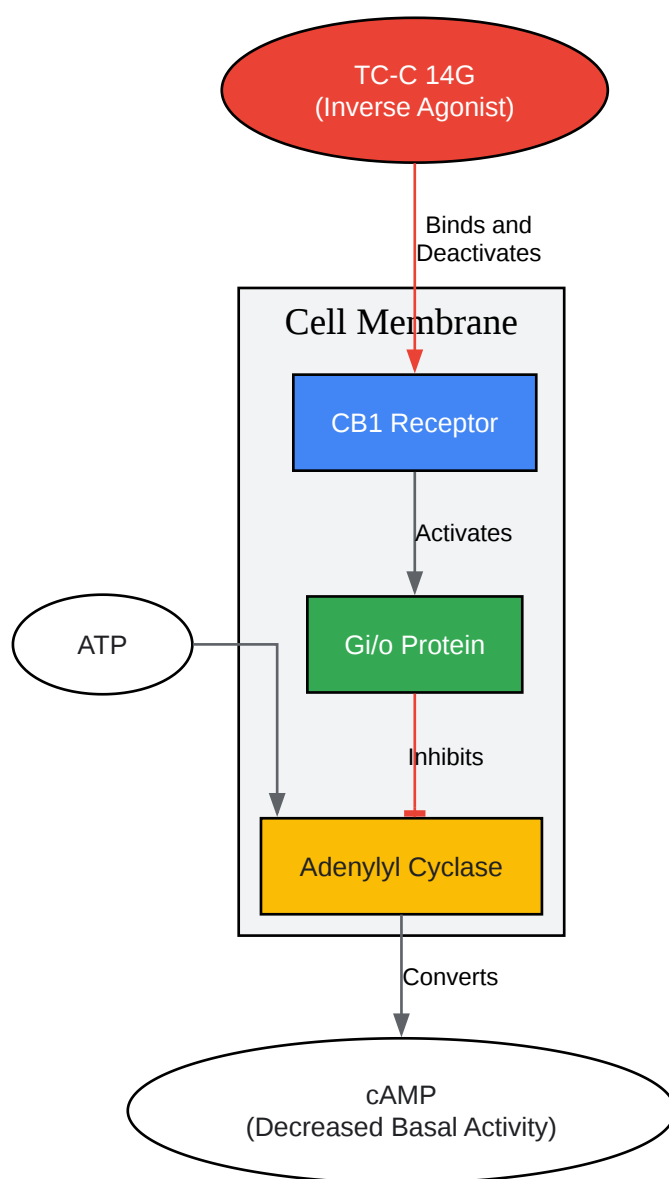 TC-C 14G
(Inverse Agonist)
Binds and
Deactivates
Cell Membrane
CB1 Receptor
Activates
ATP
Gi/o Protein
Inhibits
Adenylyl Cyclase
Converts
cAMP
(Decreased Basal Activity)